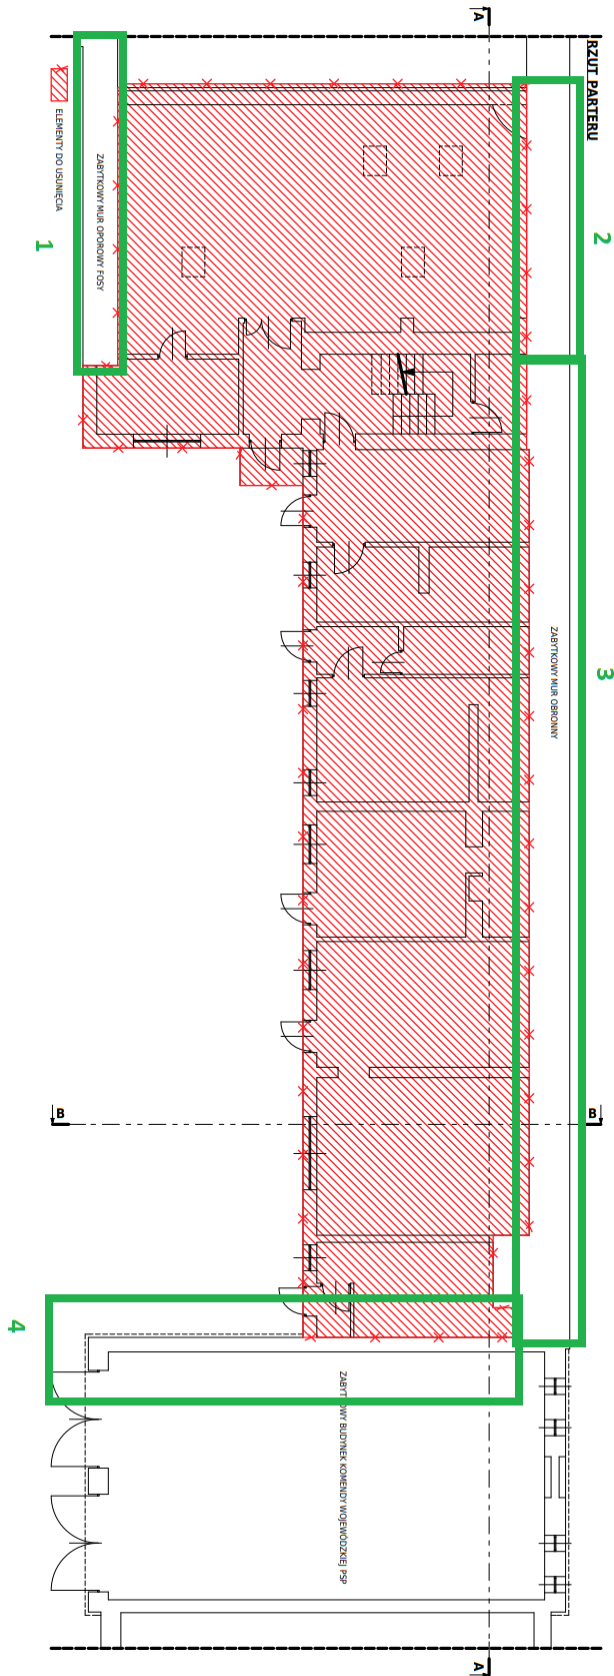 A
RZUT PARTERU
ELEMENTY DO USUNIĘCIA
ZABYTKOWY MUR OPOROWY FOSY
1
2
3
ZABYTKOWY MUR OBRONNY
B
B
4
ZABYTKOWY BUDYNEK KOMENDY WOJEWÓDZKIEJ PSP
A